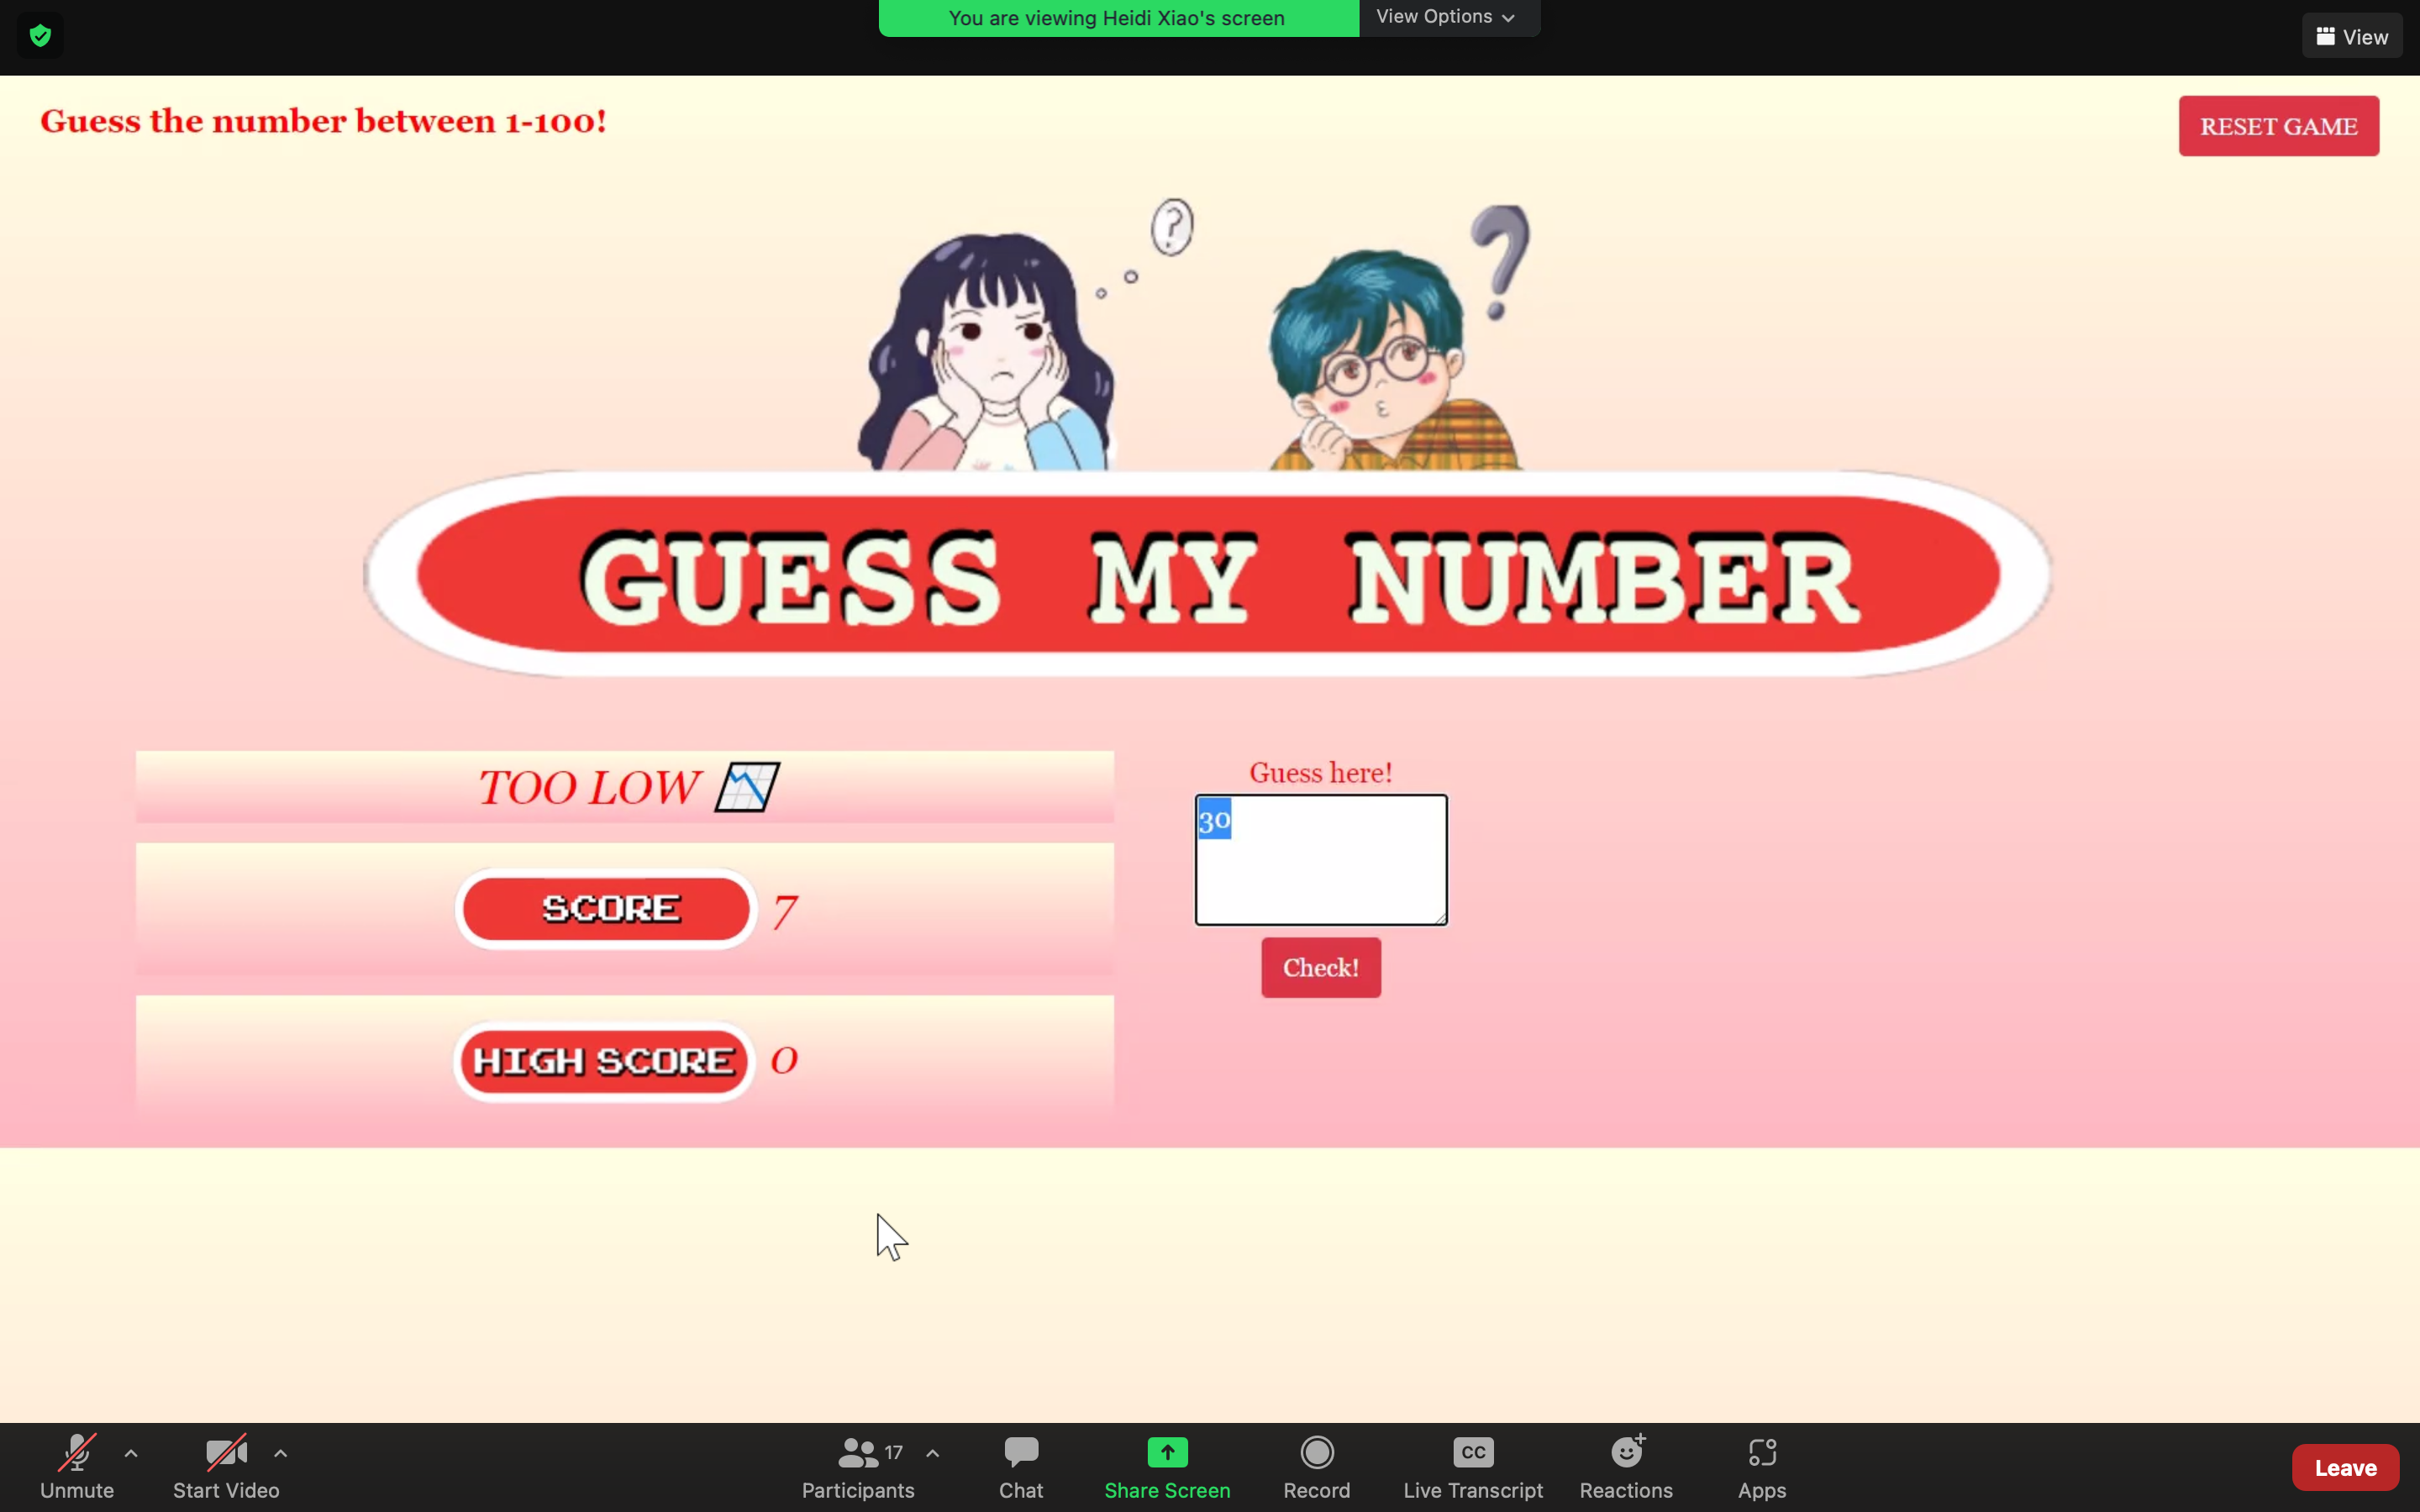 You are viewing Heidi Xiao's screen
View Options
View
Guess the number between 1-100!
RESET GAME
?
?
GUESS MY NUMBER
TOO LOW
Guess here!
30
SCORE 7
Check!
HIGH SCORE 0
17
CC
Unmute
Start Video
Participants
Chat
Share Screen
Record
Live Transcript
Reactions
Apps
Leave